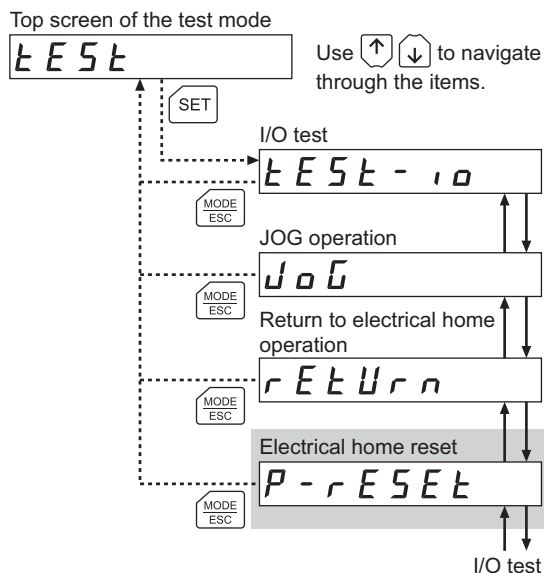 Top screen of the test mode
tESt
Use ↑ ↓ to navigate
through the items.
SET
I/O test
tESt-io
MODE
ESC
JOG operation
JoG
MODE
ESC
Return to electrical home
operation
rEtUrn
MODE
ESC
Electrical home reset
P-rESEt
MODE
ESC
I/O test